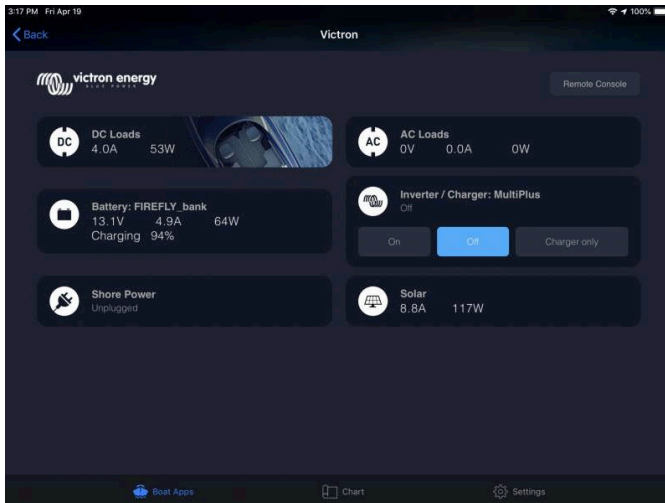 3:17 PM Fri Apr 19
100%
Back
Victron
victron energy
BLUE POWER
Remote Console
DC
DC Loads
4.0A 53W
AC
AC Loads
0V 0.0A 0W
Battery: FIREFLY_bank
13.1V 4.9A 64W
Charging 94%
Inverter / Charger: MultiPlus
Off
On Off Charger only
Shore Power
Unplugged
Solar
8.8A 117W
Boat Apps Chart Settings